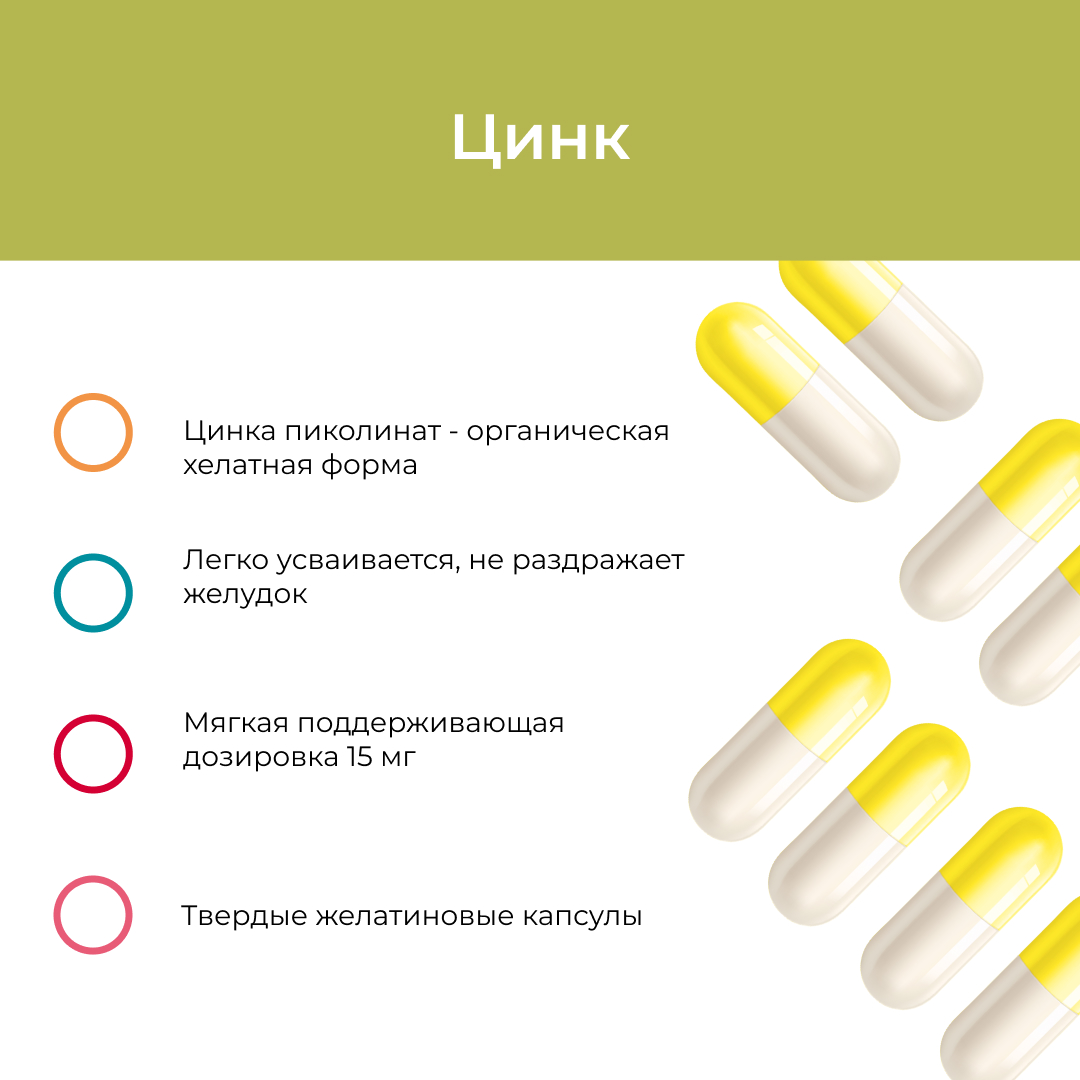 Цинк
Цинка пиколинат - органическая
хелатная форма
Легко усваивается, не раздражает
желудок
Мягкая поддерживающая
дозировка 15 мг
Твердые желатиновые капсулы